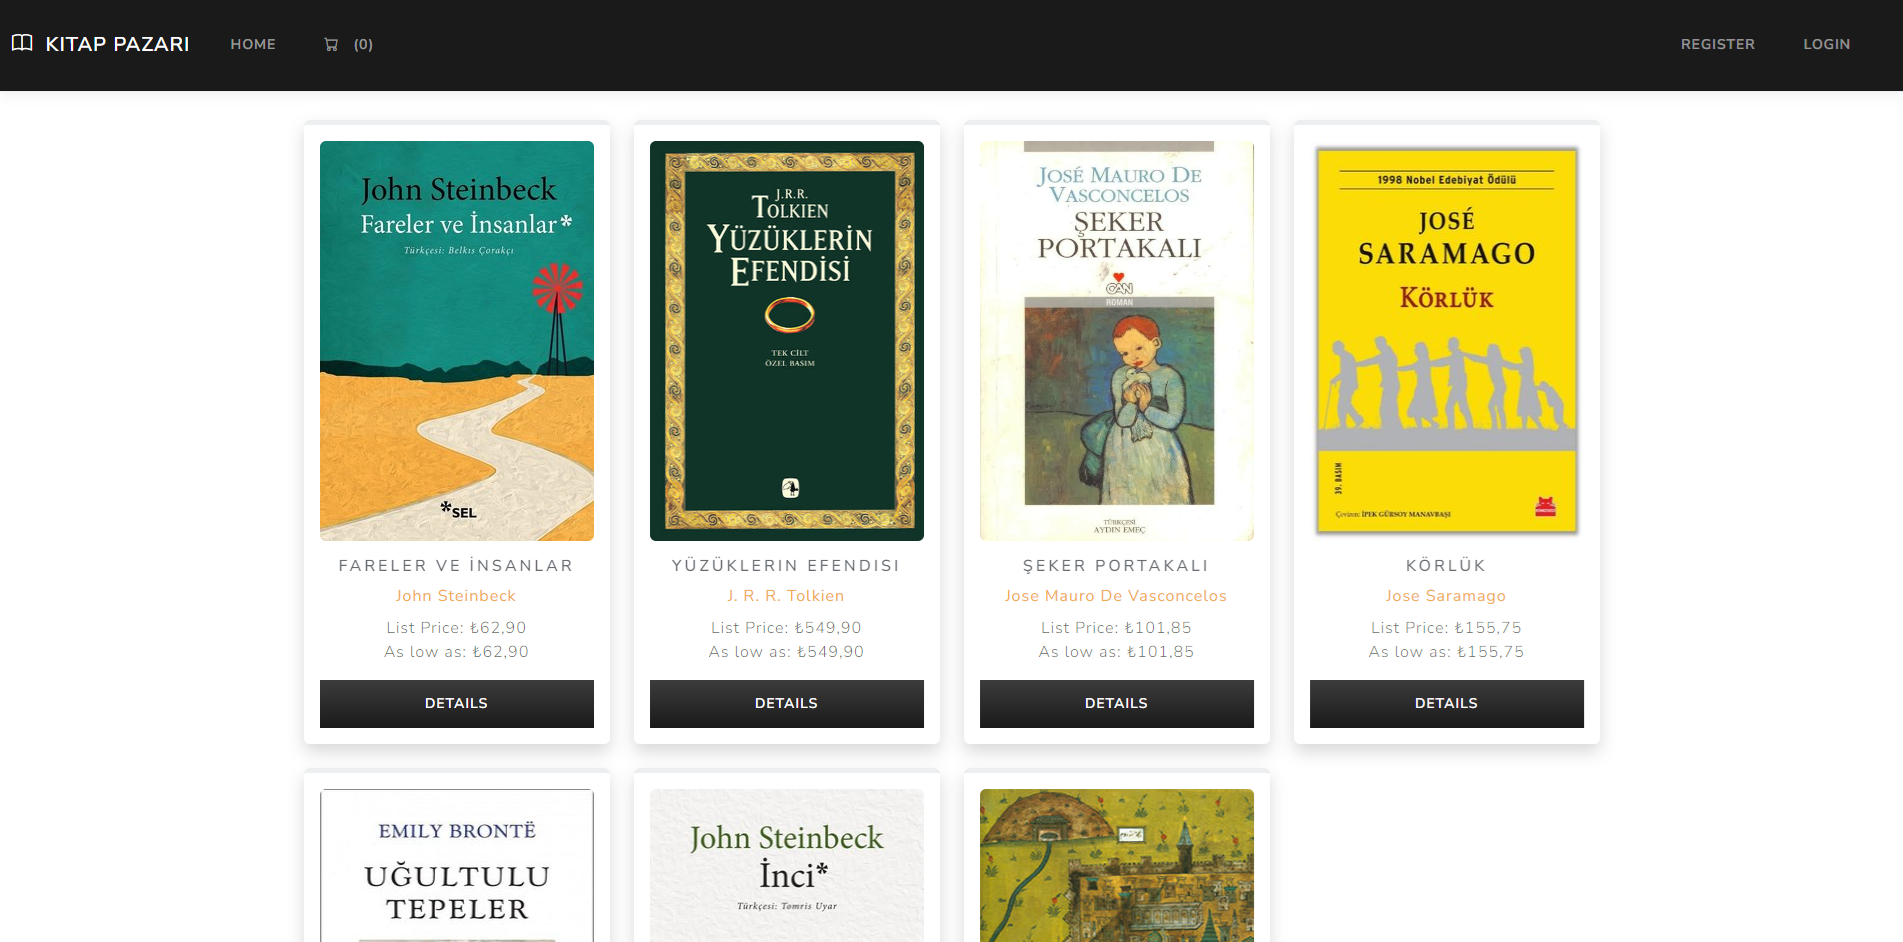 KITAP PAZARI
HOME
(0)
REGISTER
LOGIN
John Steinbeck
Fareler ve İnsanlar*
Türkçesi: Belkıs Çorakçı
*SEL
FARELER VE İNSANLAR
John Steinbeck
List Price: ₺62,90
As low as: ₺62,90
DETAILS
J.R.R.
TOLKIEN
YÜZÜKLERİN
EFENDİSİ
TEK CİLT
ÖZEL BASIM
YÜZÜKLERIN EFENDISI
J. R. R. Tolkien
List Price: ₺549,90
As low as: ₺549,90
DETAILS
JOSÉ MAURO DE
VASCONCELOS
ŞEKER
PORTAKALI
CAN
ROMAN
TÜRKÇESİ
AYDIN EMEÇ
ŞEKER PORTAKALI
Jose Mauro De Vasconcelos
List Price: ₺101,85
As low as: ₺101,85
DETAILS
1998 Nobel Edebiyat Ödülü
JOSÉ
SARAMAGO
KÖRLÜK
39. BASIM
Çeviren: İPEK GÜRSOY MANAVBAŞI
KÖRLÜK
Jose Saramago
List Price: ₺155,75
As low as: ₺155,75
DETAILS
EMILY BRONTË
UĞULTULU
TEPELER
John Steinbeck
İnci*
Türkçesi: Tomris Uyar